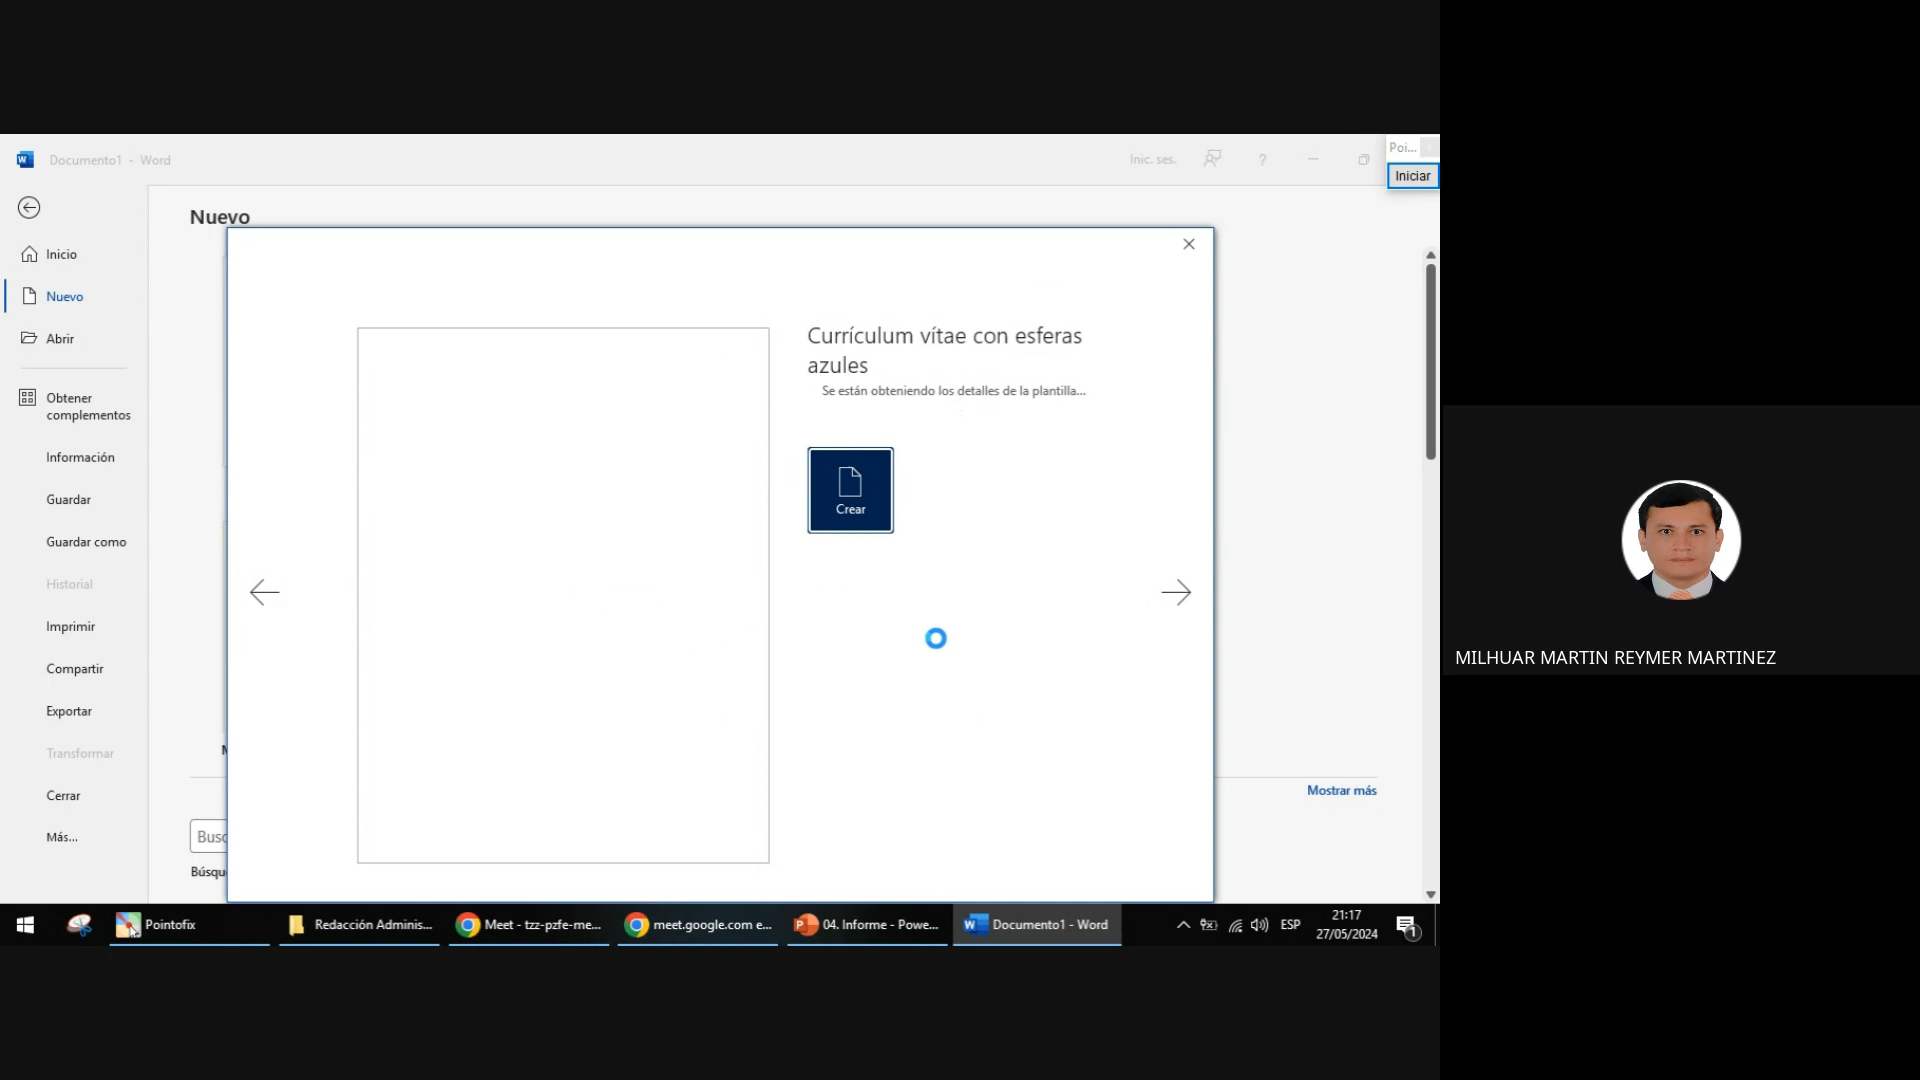 Documento1 - Word
Inic. ses.
?
Poi...
Iniciar
Nuevo
Inicio
Nuevo
Abrir
Obtener
complementos
Información
Guardar
Guardar como
Historial
Imprimir
Compartir
Exportar
Transformar
Cerrar
Más...
Currículum vítae con esferas
azules
Se están obteniendo los detalles de la plantilla...
Crear
Mostrar más
MILHUAR MARTIN REYMER MARTINEZ
Pointofix
Redacción Adminis...
Meet - tzz-pzfe-me...
meet.google.com e...
04. Informe - Powe...
Documento1 - Word
ESP
21:17
27/05/2024
1